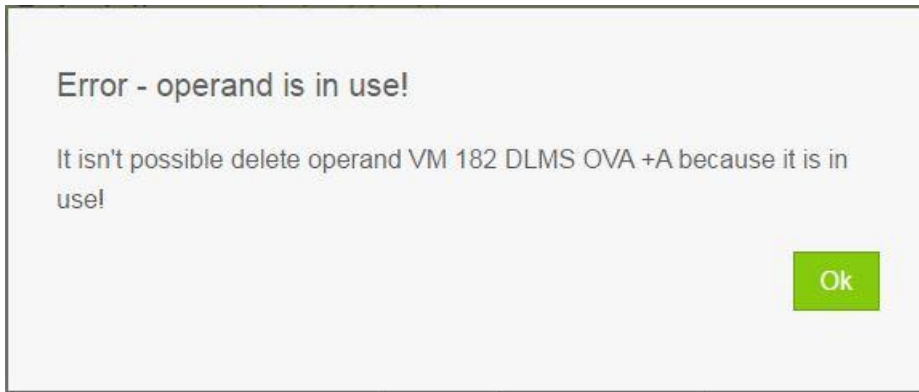 Error - operand is in use!
It isn't possible delete operand VM 182 DLMS OVA +A because it is in
use!
Ok